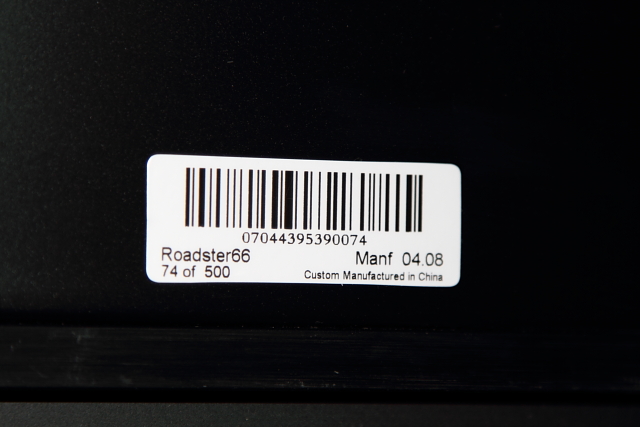 07044395390074
Roadster66 Manf 04.08
74 of 500 Custom Manufactured in China